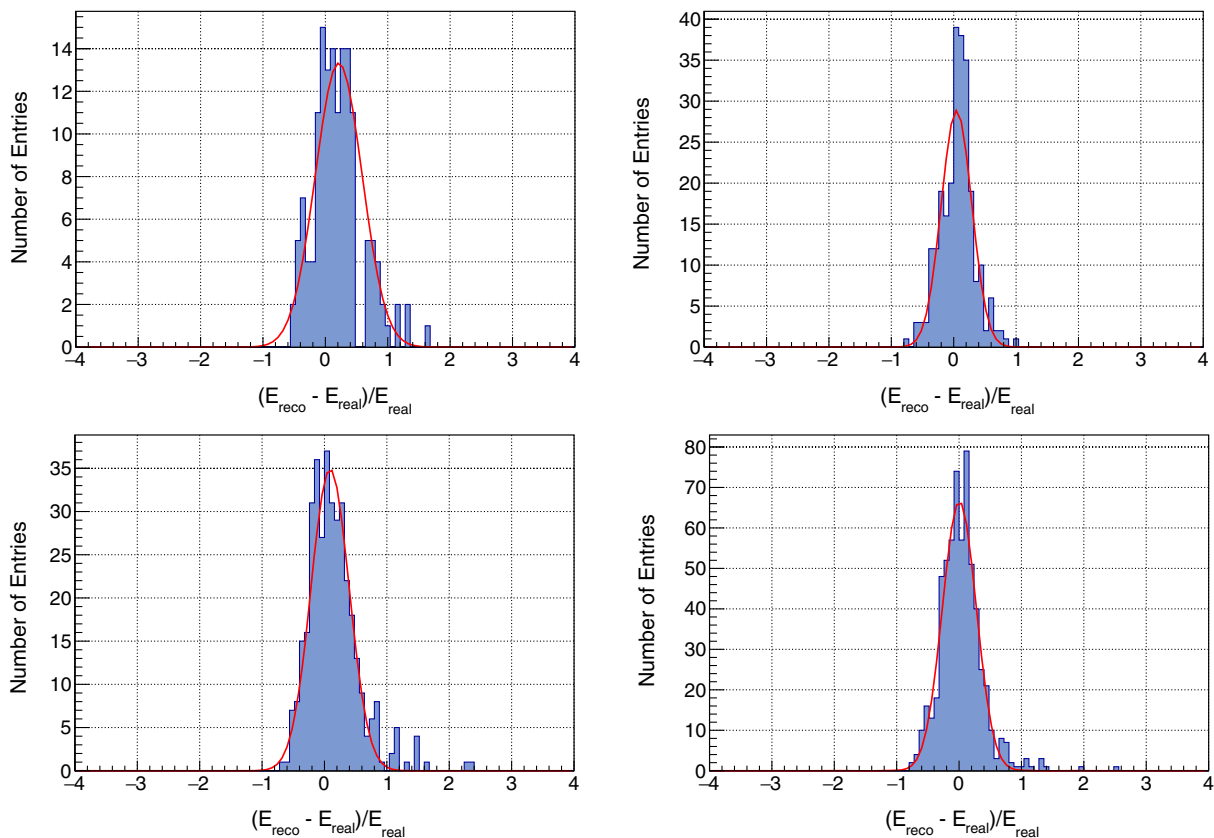 Number of Entries
14
12
10
8
6
4
2
0
−4 −3 −2 −1 0 1 2 3 4
(E_reco - E_real)/E_real
Number of Entries
40
35
30
25
20
15
10
5
0
−4 −3 −2 −1 0 1 2 3 4
(E_reco - E_real)/E_real
Number of Entries
35
30
25
20
15
10
5
0
−4 −3 −2 −1 0 1 2 3 4
(E_reco - E_real)/E_real
Number of Entries
80
70
60
50
40
30
20
10
0
−4 −3 −2 −1 0 1 2 3 4
(E_reco - E_real)/E_real